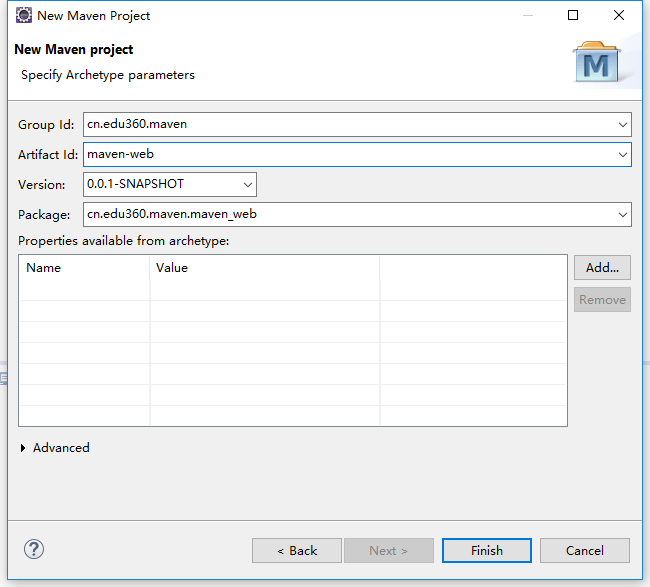 New Maven Project
New Maven project
Specify Archetype parameters
M
Group Id: cn.edu360.maven
Artifact Id: maven-web
Version: 0.0.1-SNAPSHOT
Package: cn.edu360.maven.maven_web
Properties available from archetype:
Name Value
Add...
Remove
Advanced
? < Back Next > Finish Cancel